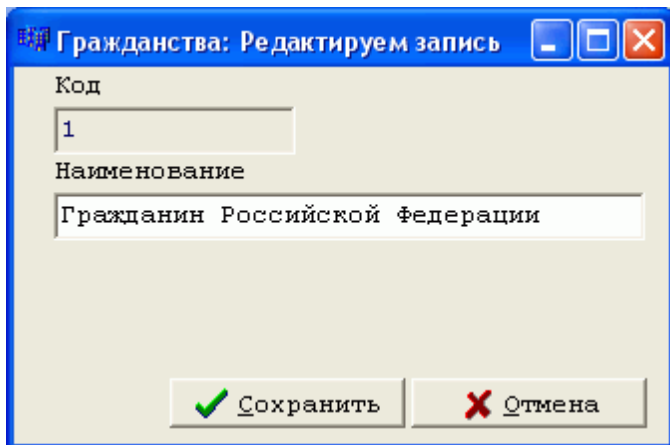 Гражданства: Редактируем запись
Код
1
Наименование
Гражданин Российской Федерации
Сохранить Отмена